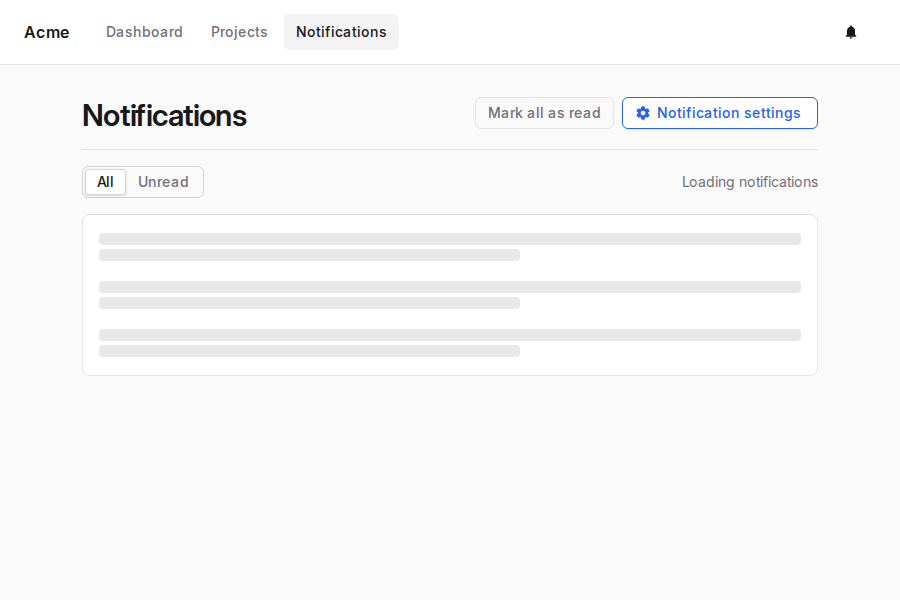 Acme Dashboard Projects Notifications
Notifications
Mark all as read Notification settings
All Unread Loading notifications